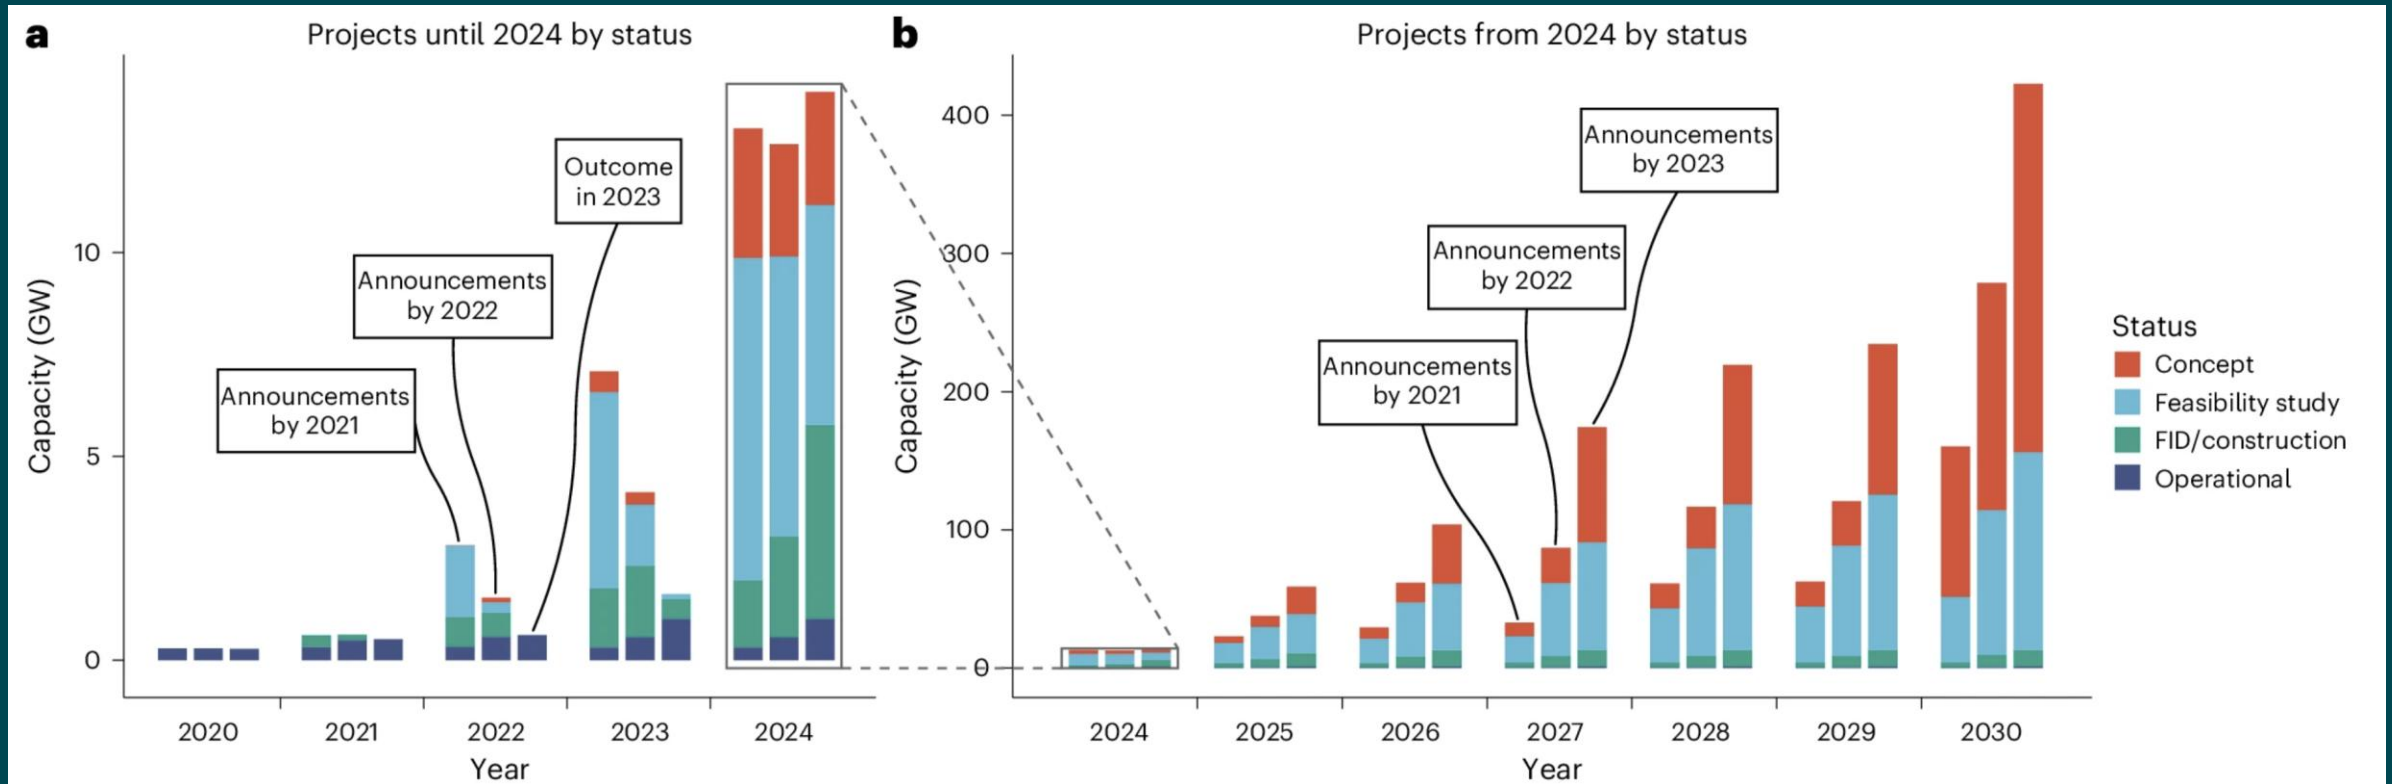 a
Projects until 2024 by status
Capacity (GW)
10
5
0
Announcements
by 2021
Announcements
by 2022
Outcome
in 2023
2020
2021
2022
2023
2024
Year
b
Projects from 2024 by status
Capacity (GW)
400
300
200
100
0
Announcements
by 2021
Announcements
by 2022
Announcements
by 2023
2024
2025
2026
2027
2028
2029
2030
Year
Status
Concept
Feasibility study
FID/construction
Operational